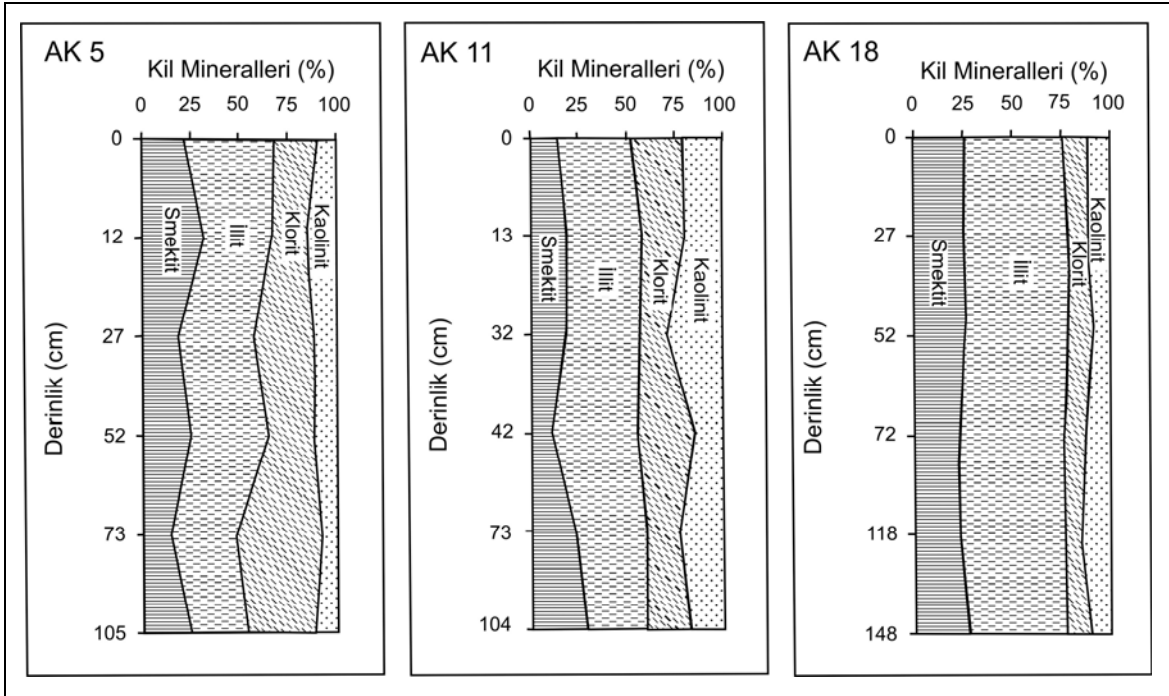 AK 5
Kil Mineralleri (%)
0 25 50 75 100
0
12
27
52
73
105
Derinlik (cm)
Smektit
İllit
Klorit
Kaolinit
AK 11
Kil Mineralleri (%)
0 25 50 75 100
0
13
32
42
73
104
Derinlik (cm)
Smektit
İllit
Klorit
Kaolinit
AK 18
Kil Mineralleri (%)
0 25 50 75 100
0
27
52
72
118
148
Derinlik (cm)
Smektit
İllit
Klorit
Kaolinit